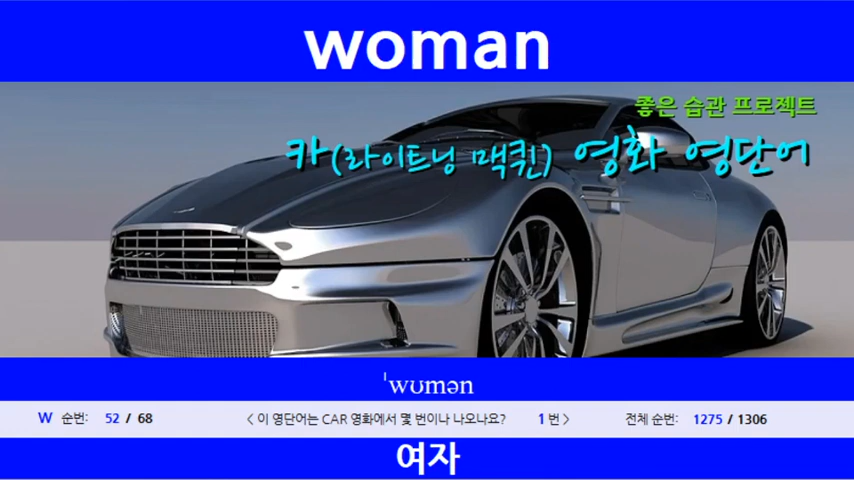 woman
좋은 습관 프로젝트
카(라이트닝 맥퀸) 영화 영단어
ˈwʊmən
W 순번: 52 / 68 < 이 영단어는 CAR 영화에서 몇 번이나 나오나요? 1 번 > 전체 순번: 1275 / 1306
여자